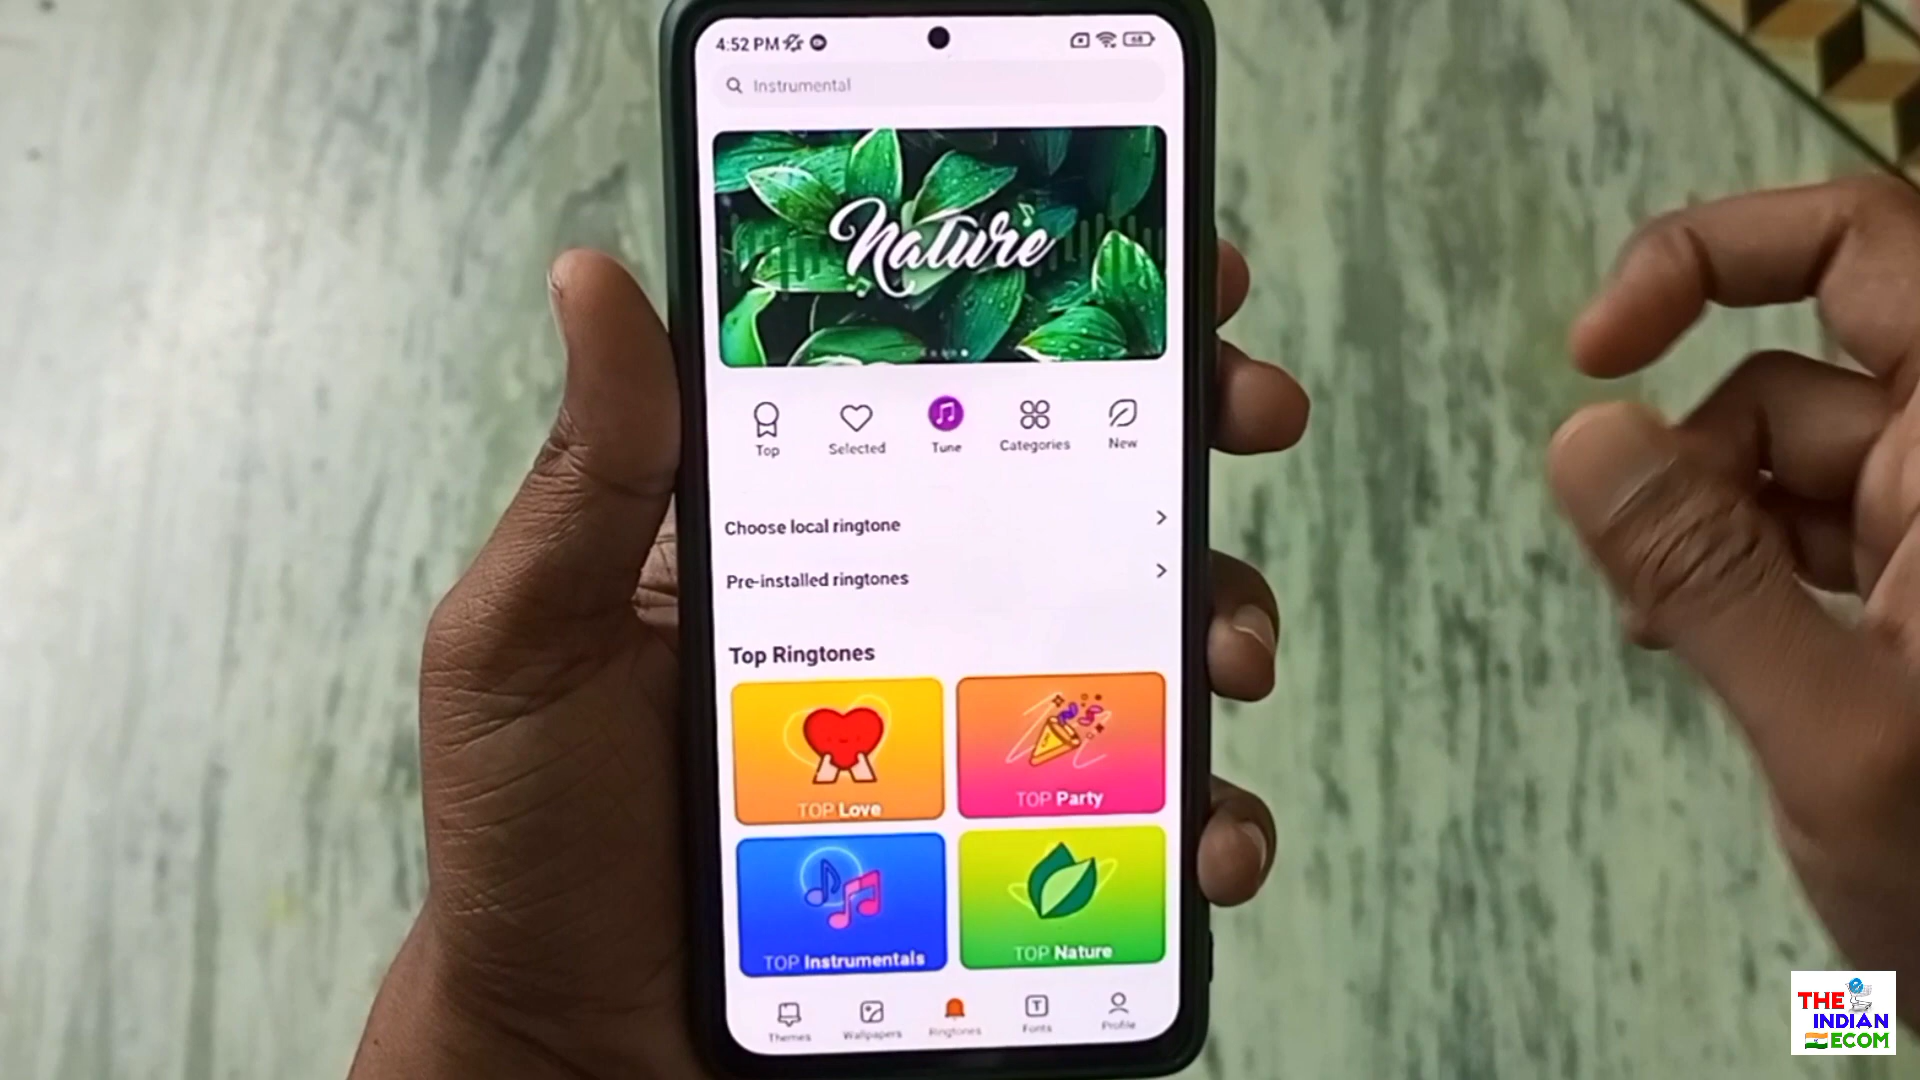 4:52 PM
68
Instrumental
Nature
Top
Selected
Tune
Categories
New
Choose local ringtone
Pre-installed ringtones
Top Ringtones
TOP Love
TOP Party
TOP Instrumentals
TOP Nature
Themes
Wallpapers
Ringtones
Fonts
Profile
THE
INDIAN
ECOM